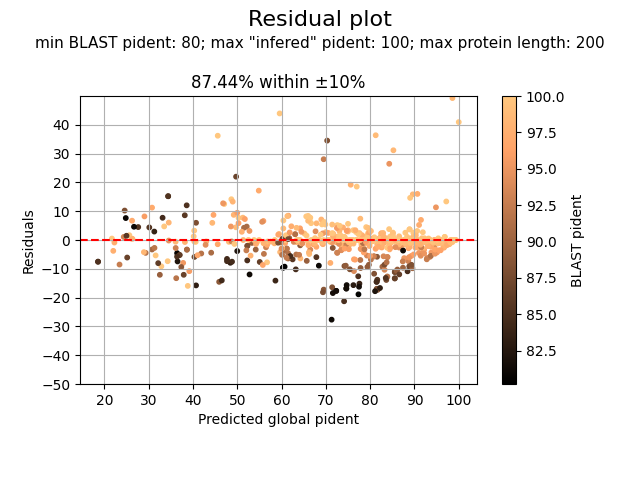 Residual plot
min BLAST pident: 80; max "infered" pident: 100; max protein length: 200
87.44% within ±10%
40
30
20
10
0
−10
−20
−30
−40
−50
Residuals
20 30 40 50 60 70 80 90 100
Predicted global pident
100.0
97.5
95.0
92.5
90.0
87.5
85.0
82.5
BLAST pident